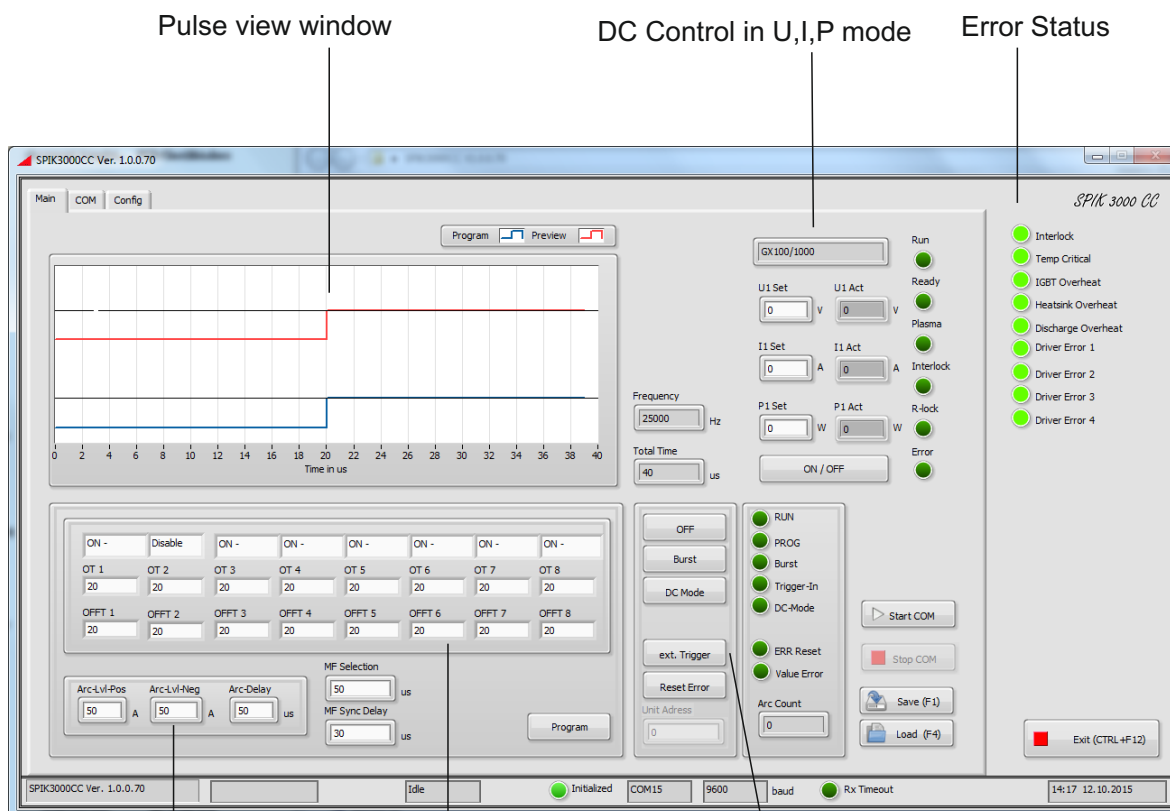 Pulse view window
DC Control in U,I,P mode
Error Status
SPIK3000CC Ver. 1.0.0.70
Main COM Config
SPIK 3000 CC
Program Preview
0 2 4 6 8 10 12 14 16 18 20 22 24 26 28 30 32 34 36 38 40
Time in us
Frequency
25000 Hz
Total Time
40 us
GX100/1000
U1 Set U1 Act
0 V 0 V
I1 Set I1 Act
0 A 0 A
P1 Set P1 Act
0 W 0 W
ON / OFF
Run
Ready
Plasma
Interlock
R-lock
Error
Interlock
Temp Critical
IGBT Overheat
Heatsink Overheat
Discharge Overheat
Driver Error 1
Driver Error 2
Driver Error 3
Driver Error 4
ON - Disable ON - ON - ON - ON - ON - ON -
OT 1 OT 2 OT 3 OT 4 OT 5 OT 6 OT 7 OT 8
20 20 20 20 20 20 20 20
OFFT 1 OFFT 2 OFFT 3 OFFT 4 OFFT 5 OFFT 6 OFFT 7 OFFT 8
20 20 20 20 20 20 20 20
Arc-Lvl-Pos Arc-Lvl-Neg Arc-Delay
50 A 50 A 50 us
MF Selection
50 us
MF Sync Delay
30 us
Program
OFF
Burst
DC Mode
ext. Trigger
Reset Error
Unit Adress
0
RUN
PROG
Burst
Trigger-In
DC-Mode
ERR Reset
Value Error
Arc Count
0
Start COM
Stop COM
Save (F1)
Load (F4)
Exit (CTRL+F12)
SPIK3000CC Ver. 1.0.0.70 Idle Initialized COM15 9600 baud Rx Timeout 14:17 12.10.2015